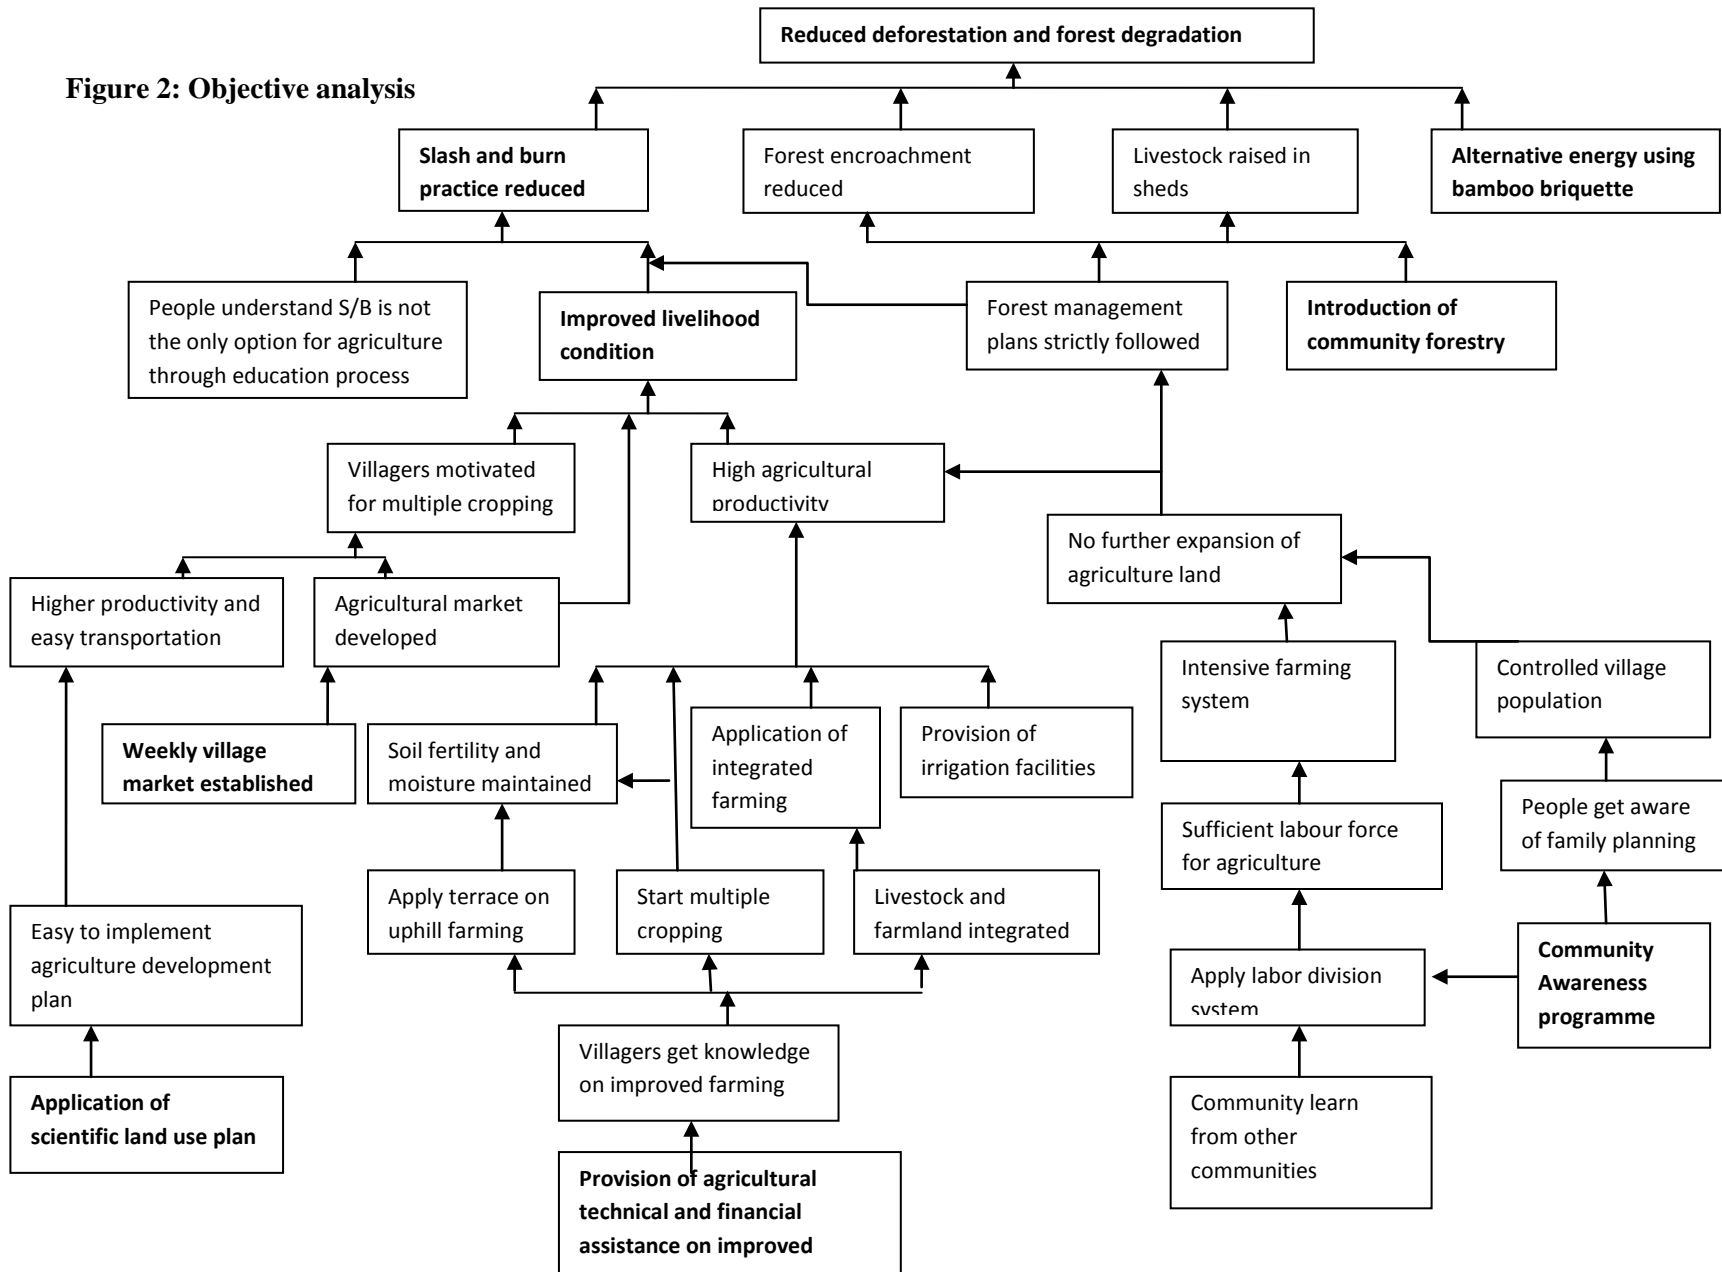 Reduced deforestation and forest degradation
Figure 2: Objective analysis
Slash and burn
practice reduced
Forest encroachment
reduced
Livestock raised in
sheds
Alternative energy using
bamboo briquette
People understand S/B is not
the only option for agriculture
through education process
Improved livelihood
condition
Forest management
plans strictly followed
Introduction of
community forestry
Villagers motivated
for multiple cropping
High agricultural
productivity
No further expansion of
agriculture land
Higher productivity and
easy transportation
Agricultural market
developed
Intensive farming
system
Controlled village
population
Weekly village
market established
Soil fertility and
moisture maintained
Application of
integrated
farming
Provision of
irrigation facilities
Sufficient labour force
for agriculture
People get aware
of family planning
Easy to implement
agriculture development
plan
Apply terrace on
uphill farming
Start multiple
cropping
Livestock and
farmland integrated
Apply labor division
system
Community
Awareness
programme
Villagers get knowledge
on improved farming
Application of
scientific land use plan
Community learn
from other
communities
Provision of agricultural
technical and financial
assistance on improved